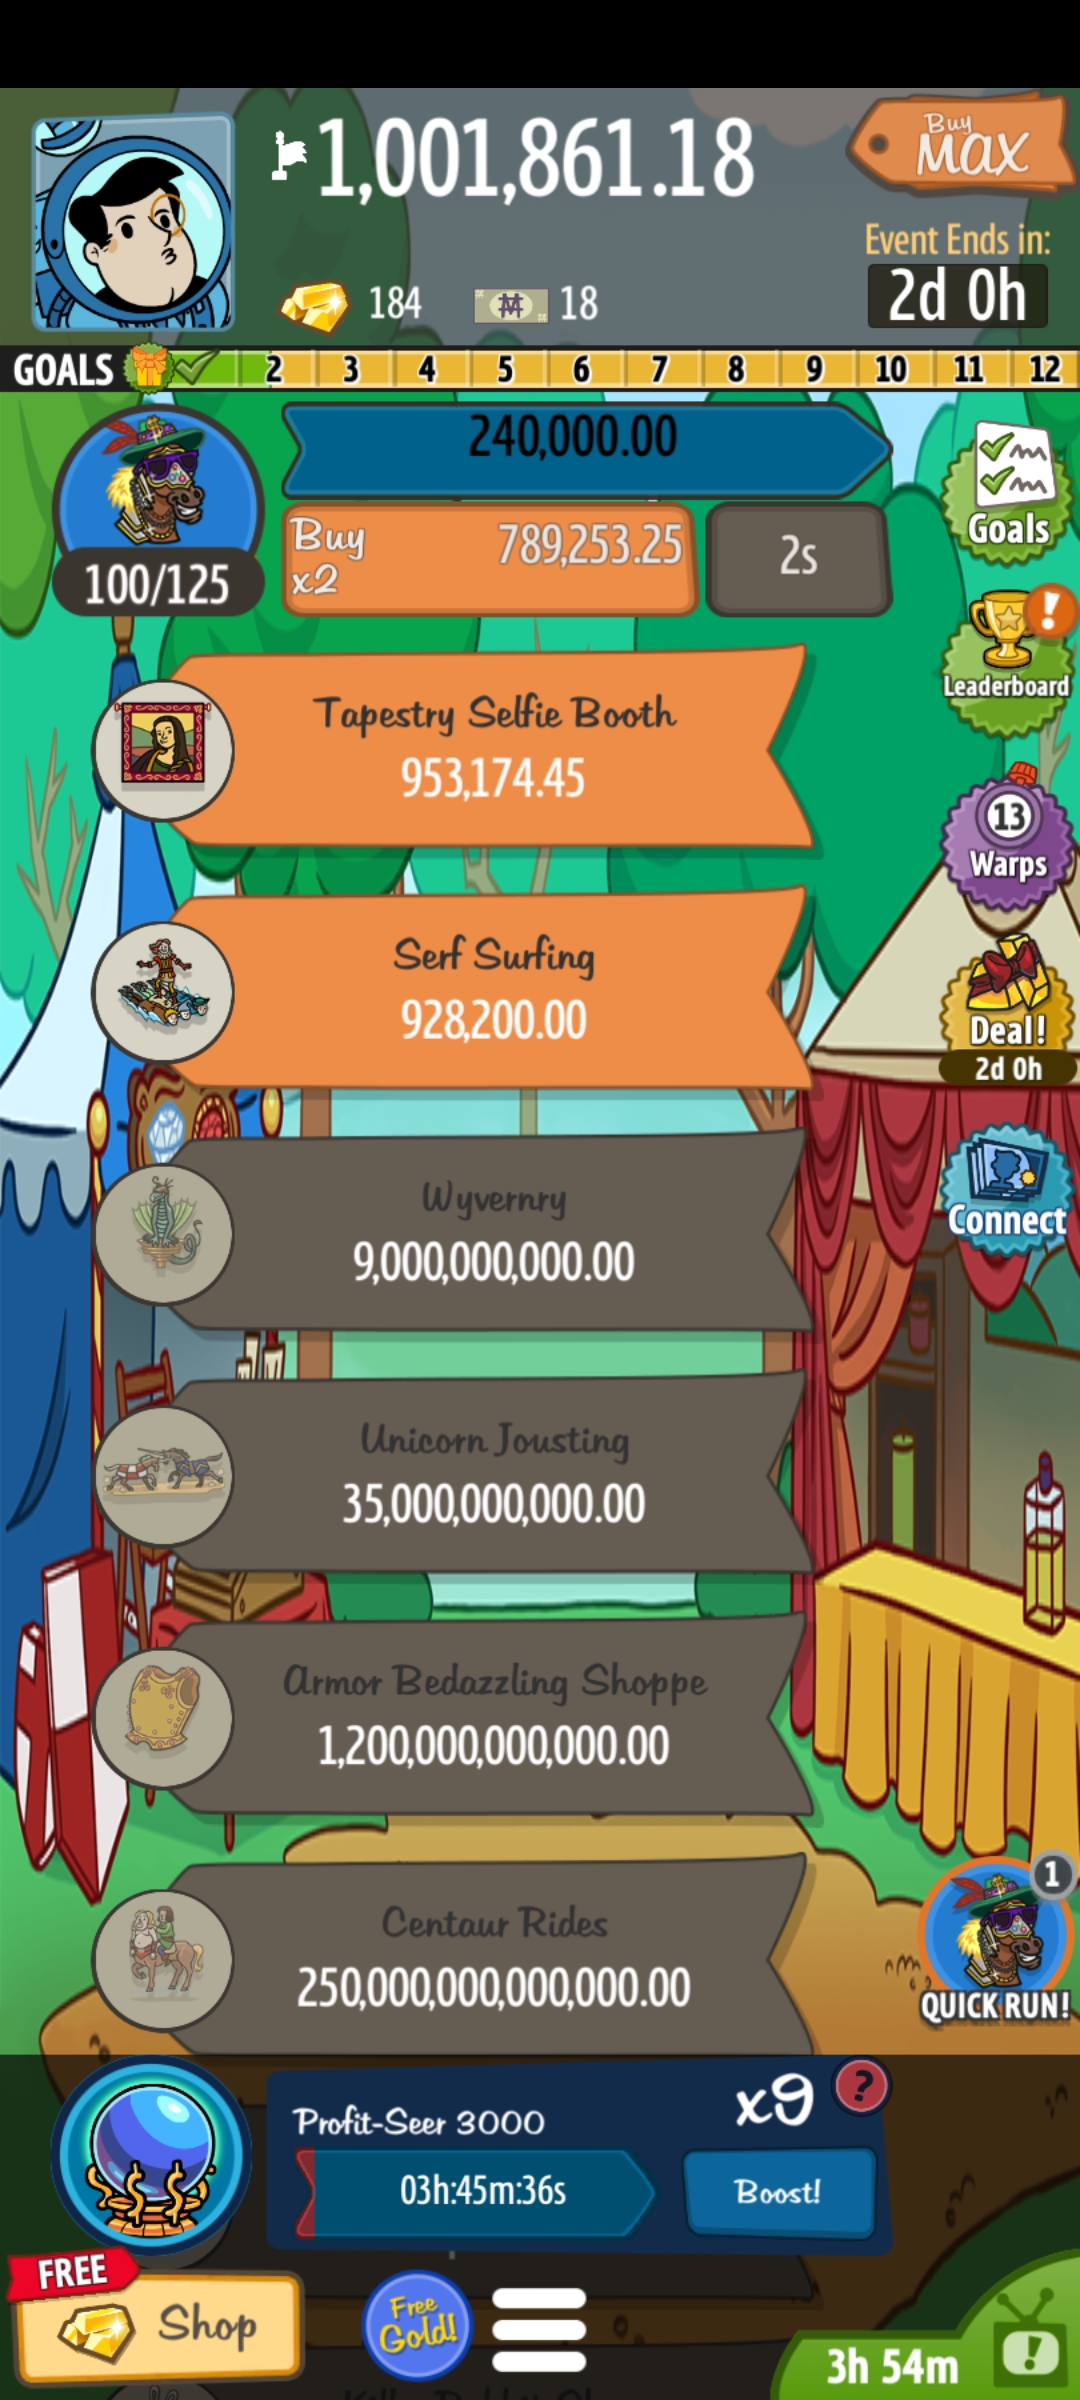 1,001,861.18
Buy
MAX
Event Ends in:
2d 0h
184
18
GOALS 2 3 4 5 6 7 8 9 10 11 12
240,000.00
Buy
x2
789,253.25
2s
100/125
Goals
!
Leaderboard
Tapestry Selfie Booth
953,174.45
13
Warps
Serf Surfing
928,200.00
Deal!
2d 0h
Wyvernry
9,000,000,000.00
Connect
Unicorn Jousting
35,000,000,000.00
Armor Bedazzling Shoppe
1,200,000,000,000.00
Centaur Rides
250,000,000,000,000.00
1
QUICK RUN!
Profit-Seer 3000
x9
?
03h:45m:36s
Boost!
FREE
Shop
Free
Gold!
3h 54m
!